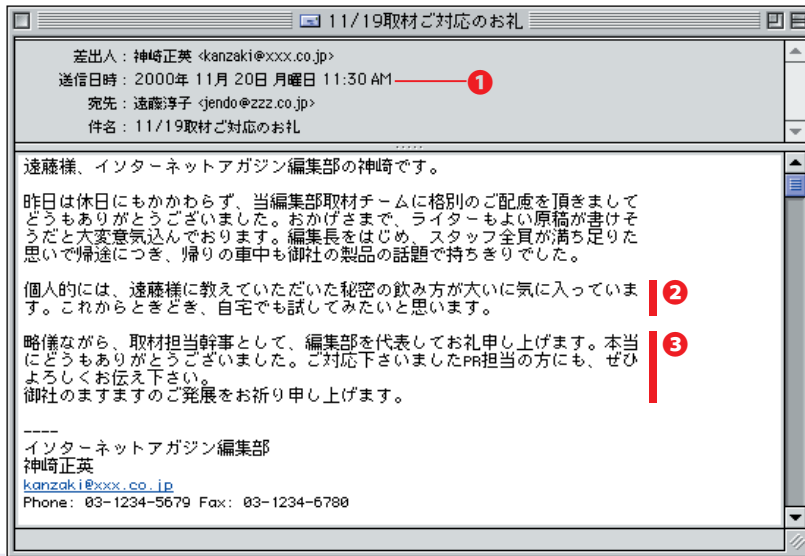 11/19取材ご対応のお礼
差出人：神崎正英 <kanzaki@xxx.co.jp>
送信日時：2000年 11月 20日 月曜日 11:30 AM ❶
宛先：遠藤淳子 <jendo@zzz.co.jp>
件名：11/19取材ご対応のお礼
遠藤様、インターネットアガジン編集部の神崎です。
昨日は休日にもかかわらず、当編集部取材チームに格別のご配慮を頂きまして
どうもありがとうございました。おかげさまで、ライターもよい原稿が書けそ
うだと大変意気込んでおります。編集長をはじめ、スタッフ全員が満ち足りた
思いで帰途につき、帰りの車中も御社の製品の話題で持ちきりでした。
個人的には、遠藤様に教えていただいた秘密の飲み方が大いに気に入っていま ❷
す。これからときどき、自宅でも試してみたいと思います。
略儀ながら、取材担当幹事として、編集部を代表してお礼申し上げます。本当 ❸
にどうもありがとうございました。ご対応下さいましたPR担当の方にも、ぜひ
よろしくお伝え下さい。
御社のますますのご発展をお祈り申し上げます。
----
インターネットアガジン編集部
神崎正英
kanzaki@xxx.co.jp
Phone: 03-1234-5679 Fax: 03-1234-6780